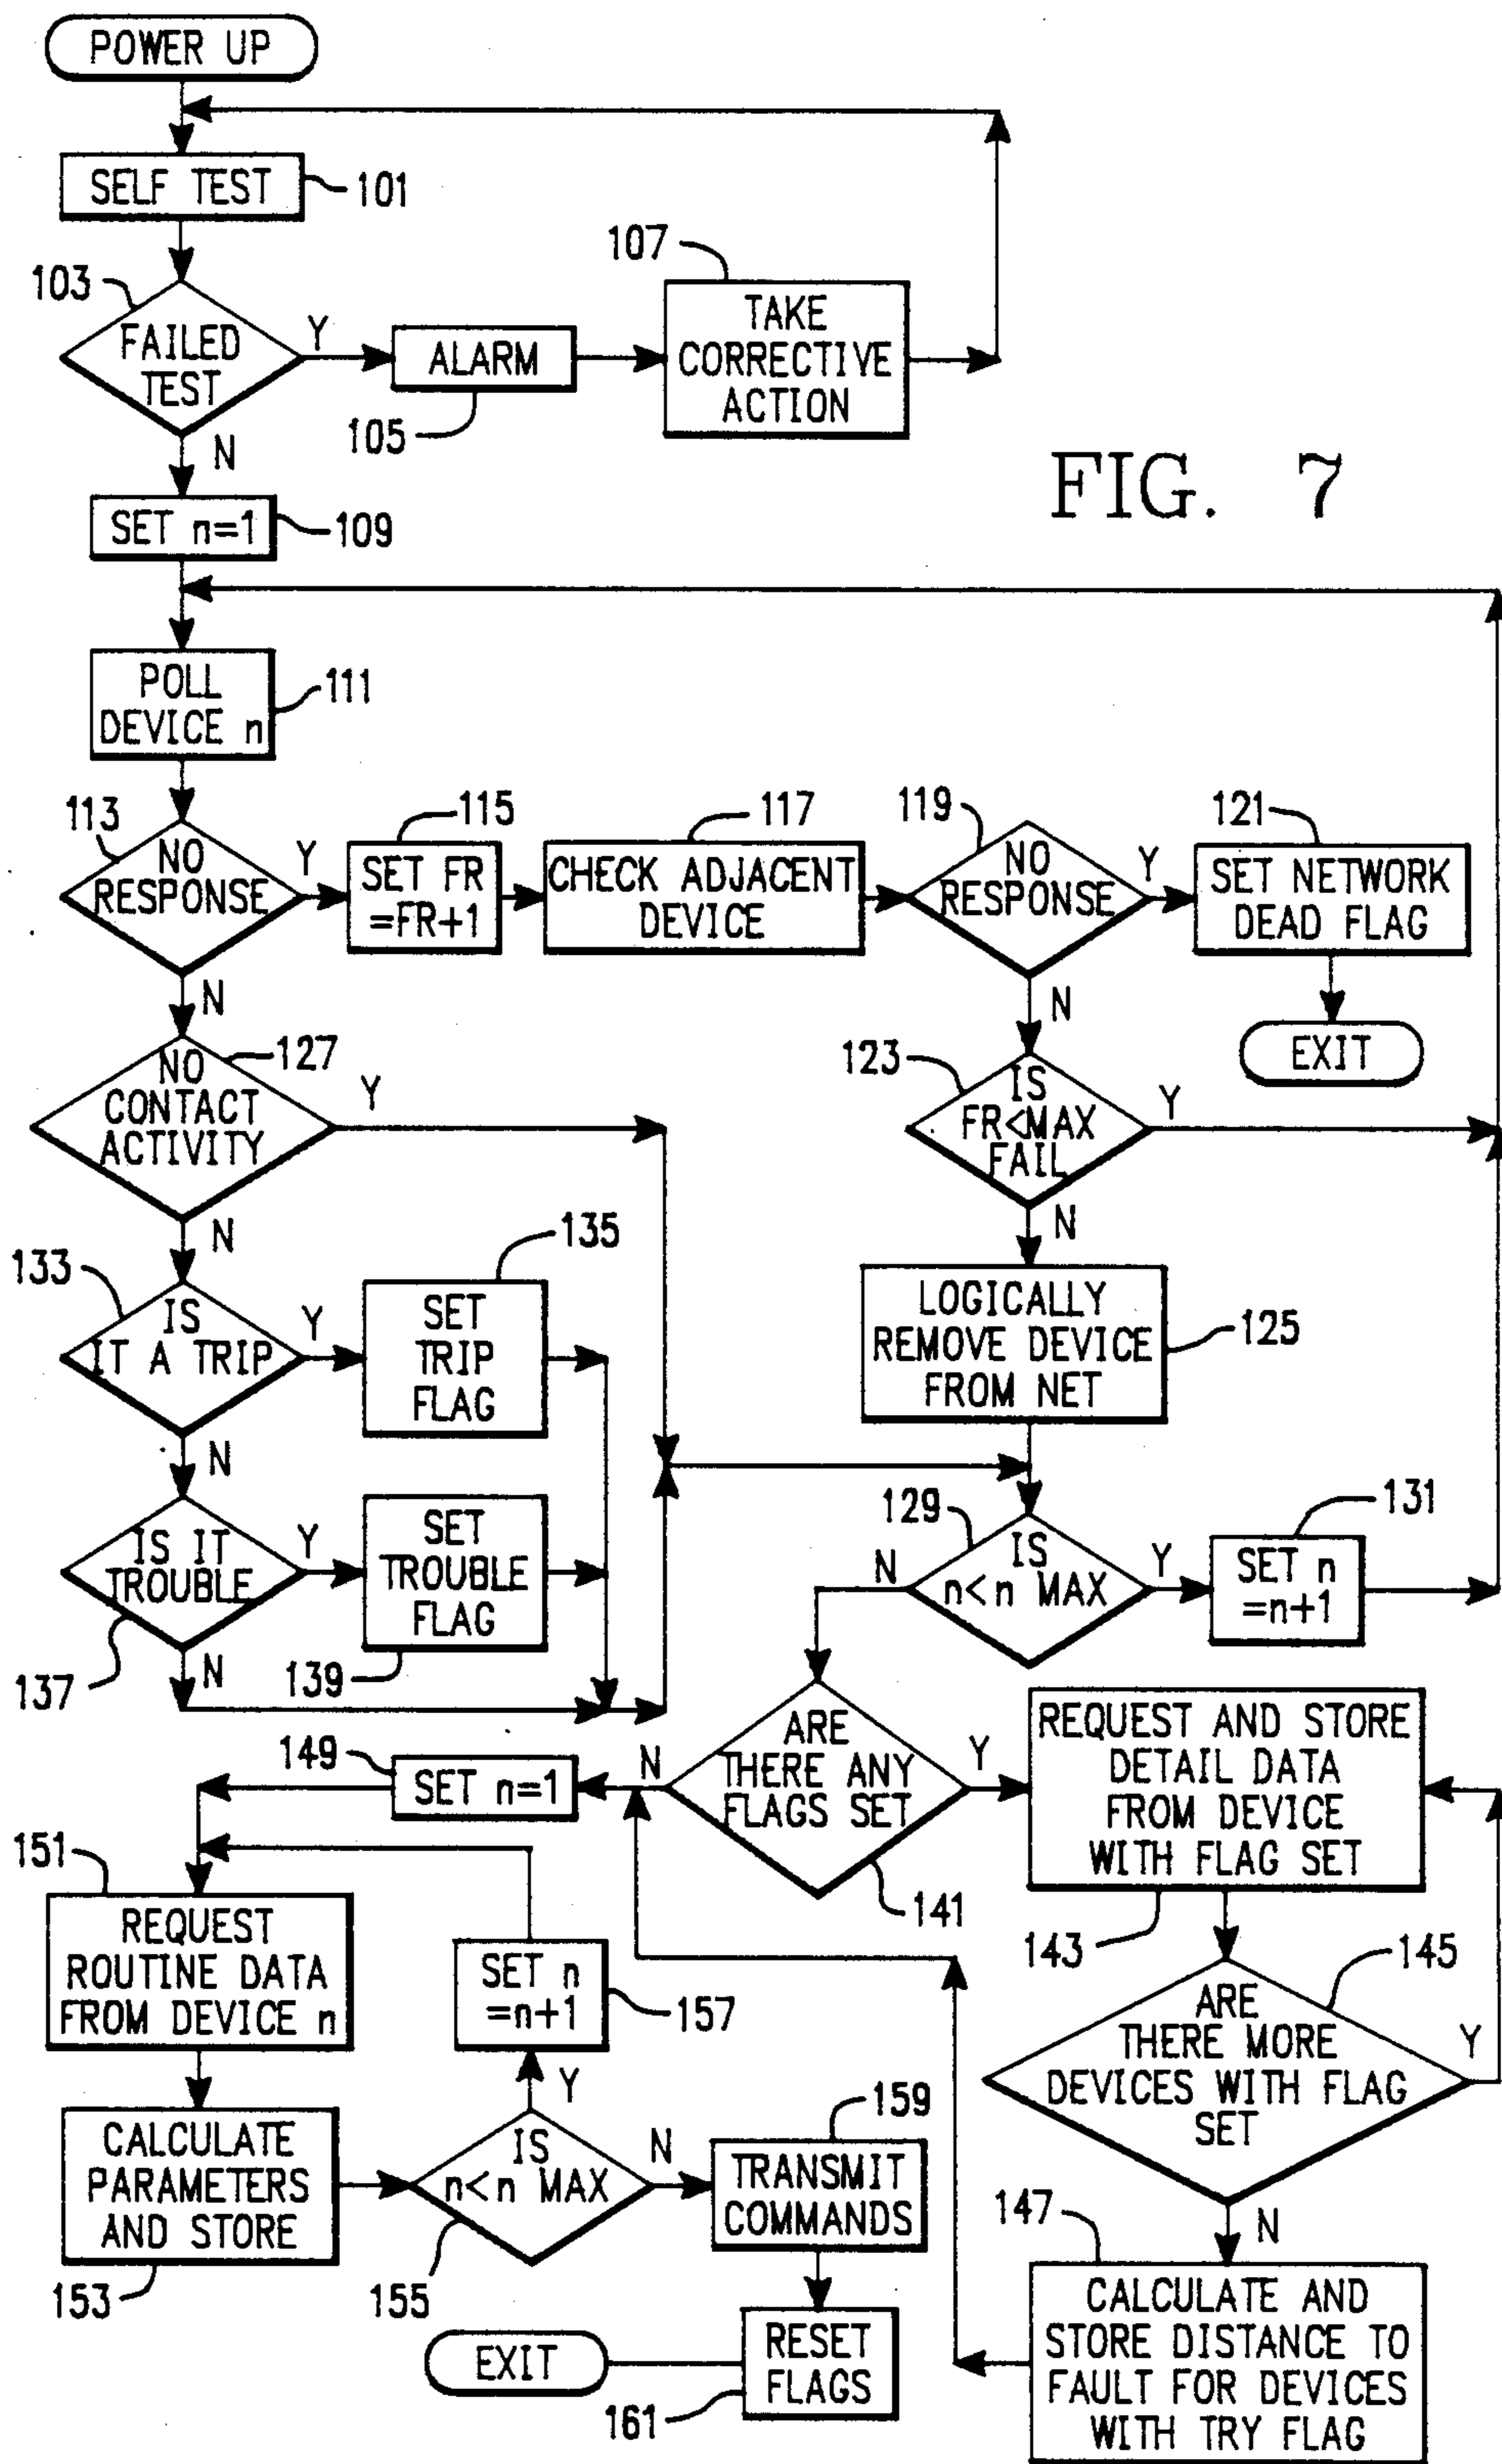 POWER UP
SELF TEST
101
103
FAILED
TEST
Y
N
ALARM
105
107
TAKE
CORRECTIVE
ACTION
FIG. 7
SET n=1
109
POLL
DEVICE n
111
113
NO
RESPONSE
Y
N
115
SET FR
=FR+1
117
CHECK ADJACENT
DEVICE
119
NO
RESPONSE
Y
N
121
SET NETWORK
DEAD FLAG
EXIT
123
IS
FR<MAX
FAIL
Y
N
127
NO
CONTACT
ACTIVITY
Y
N
133
IS
IT A TRIP
Y
N
135
SET
TRIP
FLAG
LOGICALLY
REMOVE DEVICE
FROM NET
125
IS IT
TROUBLE
Y
N
137
SET
TROUBLE
FLAG
139
129
IS
n<n MAX
N
Y
131
SET n
=n+1
ARE
THERE ANY
FLAGS SET
N
Y
141
REQUEST AND STORE
DETAIL DATA
FROM DEVICE
WITH FLAG SET
143
145
ARE
THERE MORE
DEVICES WITH FLAG
SET
Y
N
147
CALCULATE AND
STORE DISTANCE TO
FAULT FOR DEVICES
WITH TRY FLAG
149
SET n=1
151
REQUEST
ROUTINE DATA
FROM DEVICE n
SET n
=n+1
157
CALCULATE
PARAMETERS
AND STORE
153
Y
IS
n<n MAX
N
155
159
TRANSMIT
COMMANDS
RESET
FLAGS
161
EXIT